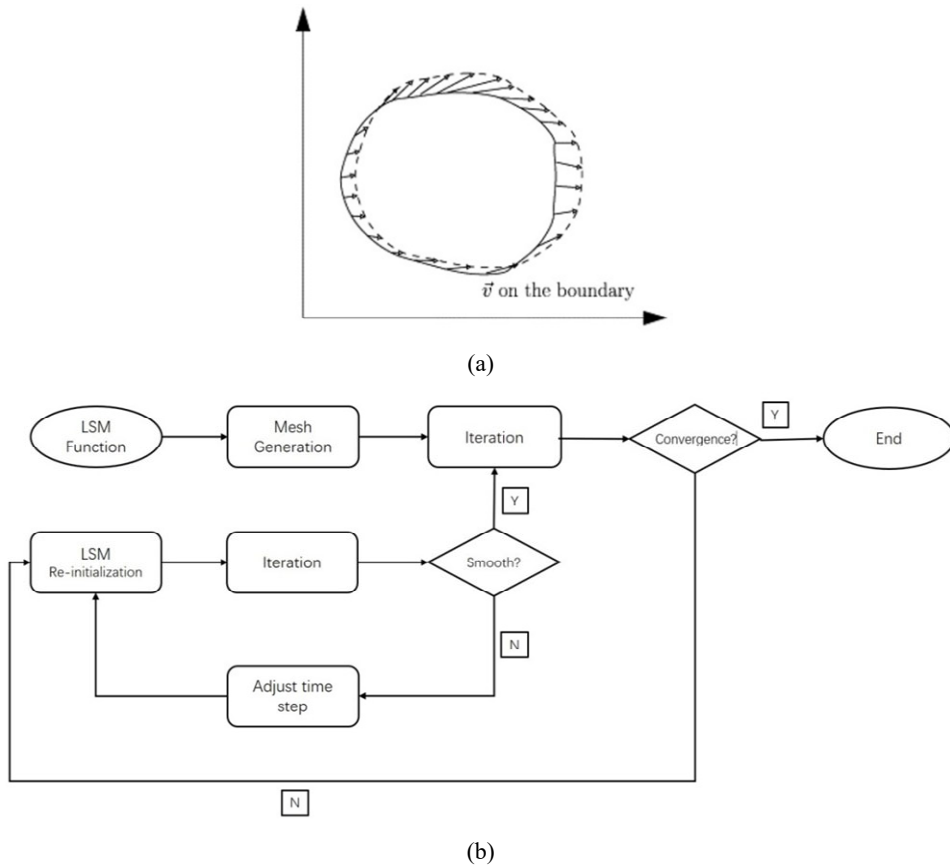 v⃗ on the boundary
(a)
LSM
Function
Mesh
Generation
Iteration
Convergence?
Y
End
Y
LSM
Re-initialization
Iteration
Smooth?
N
Adjust time
step
N
(b)